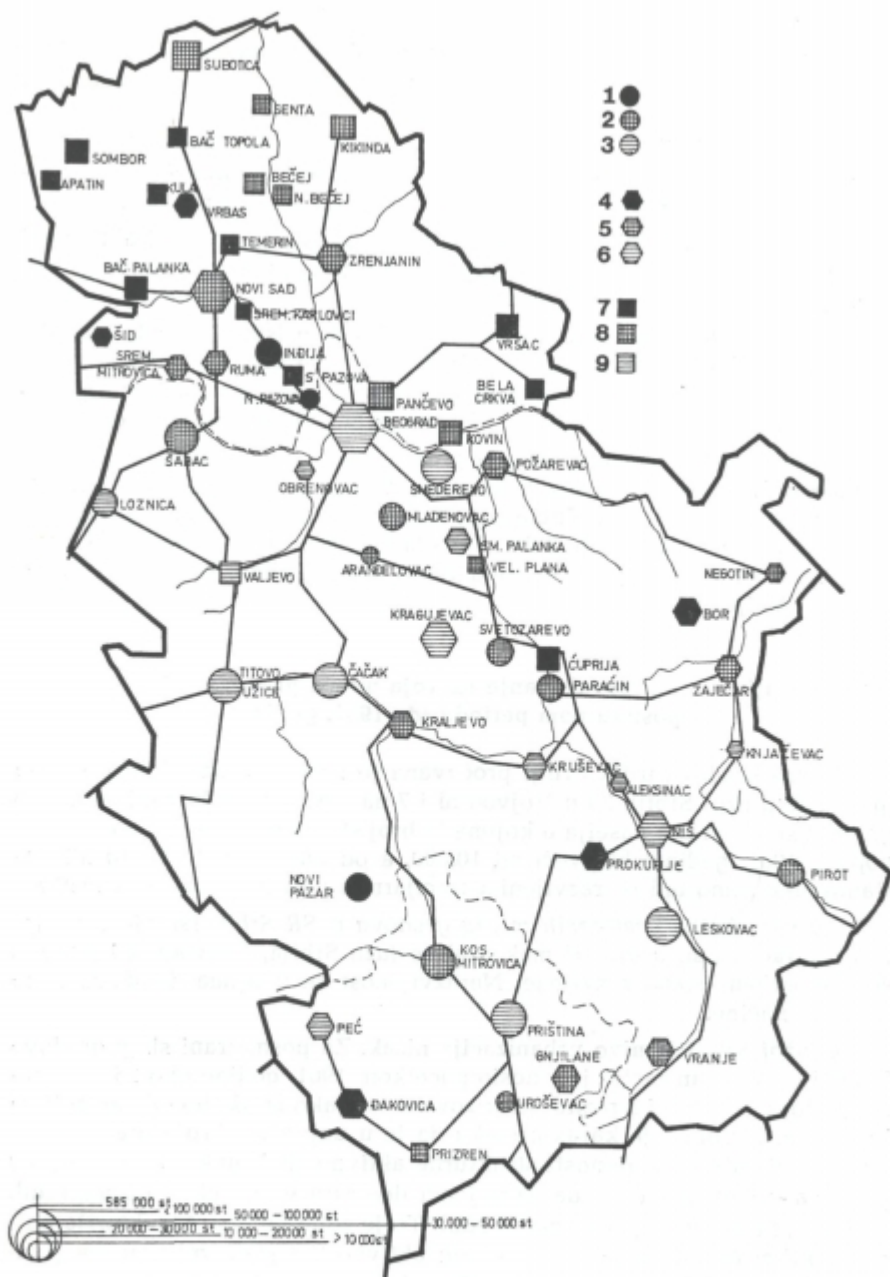 SUBOTICA
SENTA
BAČ TOPOLA
KIKINDA
SOMBOR
APATIN
KULA
BEČEJ
N. BEČEJ
VRBAS
TEMERIN
ZRENJANIN
BAČ. PALANKA
NOVI SAD
SREM. KARLOVCI
ŠID
INĐIJA
VRŠAC
SREM
MITROVICA
RUMA
S. PAZOVA
N. PAZOVA
PANČEVO
BELA
CRKVA
BEOGRAD
KOVIN
ŠABAC
OBRENOVAC
SMEDEREVO
POŽAREVAC
LOZNICA
MLADENOVAC
SM. PALANKA
VEL. PLANA
ARANĐELOVAC
VALJEVO
NEGOTIN
BOR
KRAGUJEVAC
SVETOZAREVO
ĆUPRIJA
PARAĆIN
ZAJEČAR
TITOVO
UŽICE
ČAČAK
KRALJEVO
KRUŠEVAC
KNJAŽEVAC
ALEKSINAC
NIŠ
PROKUPLJE
PIROT
NOVI
PAZAR
LESKOVAC
KOS.
MITROVICA
PEĆ
PRIŠTINA
GNJILANE
VRANJE
ĐAKOVICA
UROŠEVAC
PRIZREN
1
2
3
4
5
6
7
8
9
585 000 st
< 100 000 st
50 000 – 100 000 st
30 000 – 50 000 st
20 000 – 30 000 st
10 000 – 20 000 st
> 10 000 st